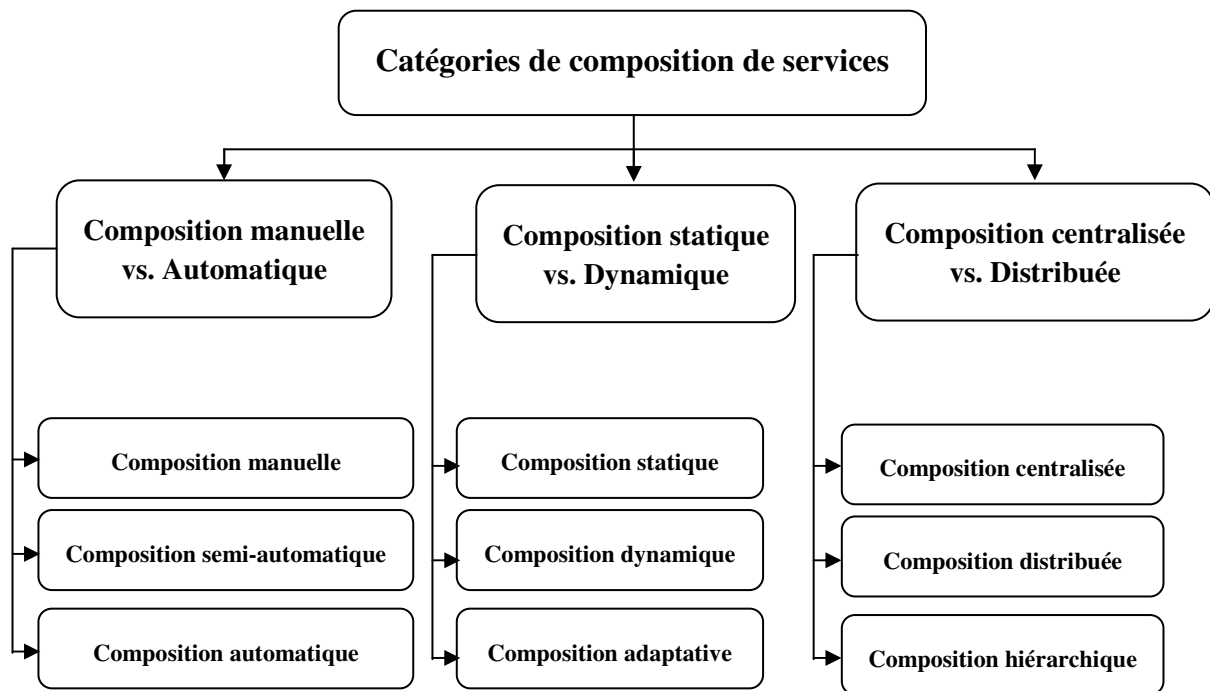 Catégories de composition de services
Composition manuelle
vs. Automatique
Composition statique
vs. Dynamique
Composition centralisée
vs. Distribuée
Composition manuelle
Composition semi-automatique
Composition automatique
Composition statique
Composition dynamique
Composition adaptative
Composition centralisée
Composition distribuée
Composition hiérarchique